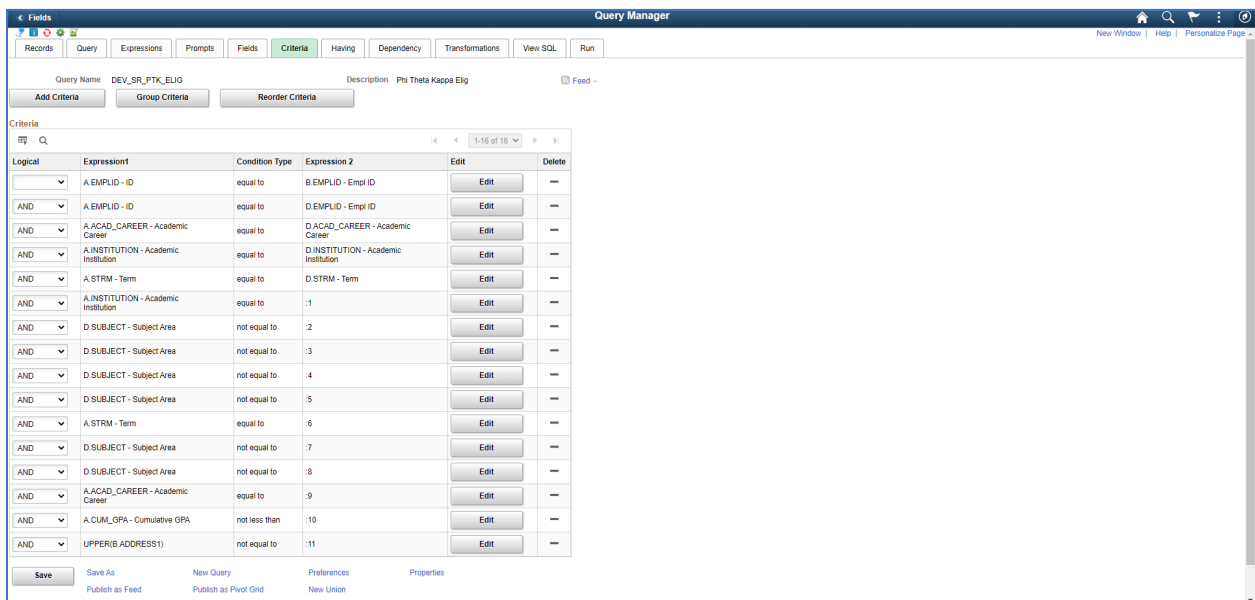 Fields
Query Manager
New Window | Help | Personalize Page
Records Query Expressions Prompts Fields Criteria Having Dependency Transformations View SQL Run
Query Name DEV_SR_PTK_ELIG Description Phi Theta Kappa Elig Feed
Add Criteria Group Criteria Reorder Criteria
Criteria
1-16 of 16
Logical Expression1 Condition Type Expression 2 Edit Delete
A.EMPLID - ID equal to B.EMPLID - Empl ID Edit
AND A.EMPLID - ID equal to D.EMPLID - Empl ID Edit
AND A.ACAD_CAREER - Academic Career equal to D.ACAD_CAREER - Academic Career Edit
AND A.INSTITUTION - Academic Institution equal to D.INSTITUTION - Academic Institution Edit
AND A.STRM - Term equal to D.STRM - Term Edit
AND A.INSTITUTION - Academic Institution equal to :1 Edit
AND D.SUBJECT - Subject Area not equal to :2 Edit
AND D.SUBJECT - Subject Area not equal to :3 Edit
AND D.SUBJECT - Subject Area not equal to :4 Edit
AND D.SUBJECT - Subject Area not equal to :5 Edit
AND A.STRM - Term equal to :6 Edit
AND D.SUBJECT - Subject Area not equal to :7 Edit
AND D.SUBJECT - Subject Area not equal to :8 Edit
AND A.ACAD_CAREER - Academic Career equal to :9 Edit
AND A.CUM_GPA - Cumulative GPA not less than :10 Edit
AND UPPER(B.ADDRESS1) not equal to :11 Edit
Save Save As New Query Preferences Properties
Publish as Feed Publish as Pivot Grid New Union